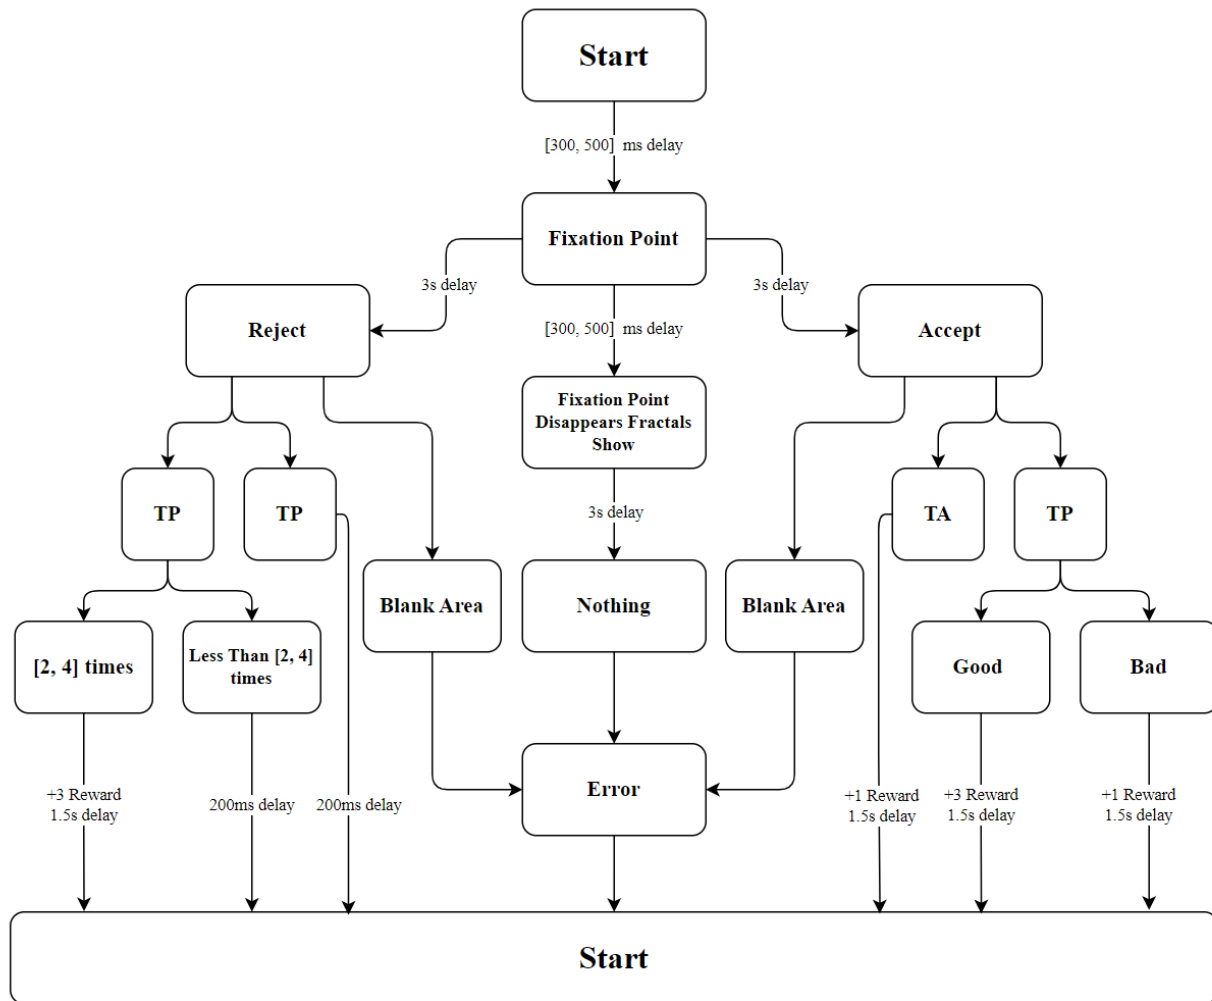 Start
[300, 500] ms delay
Fixation Point
3s delay
3s delay
Reject
[300, 500] ms delay
Accept
Fixation Point
Disappears Fractals
Show
TP
TP
3s delay
TA
TP
Blank Area
Nothing
Blank Area
[2, 4] times
Less Than [2, 4]
times
Good
Bad
Error
+3 Reward
1.5s delay
200ms delay
200ms delay
+1 Reward
1.5s delay
+3 Reward
1.5s delay
+1 Reward
1.5s delay
Start